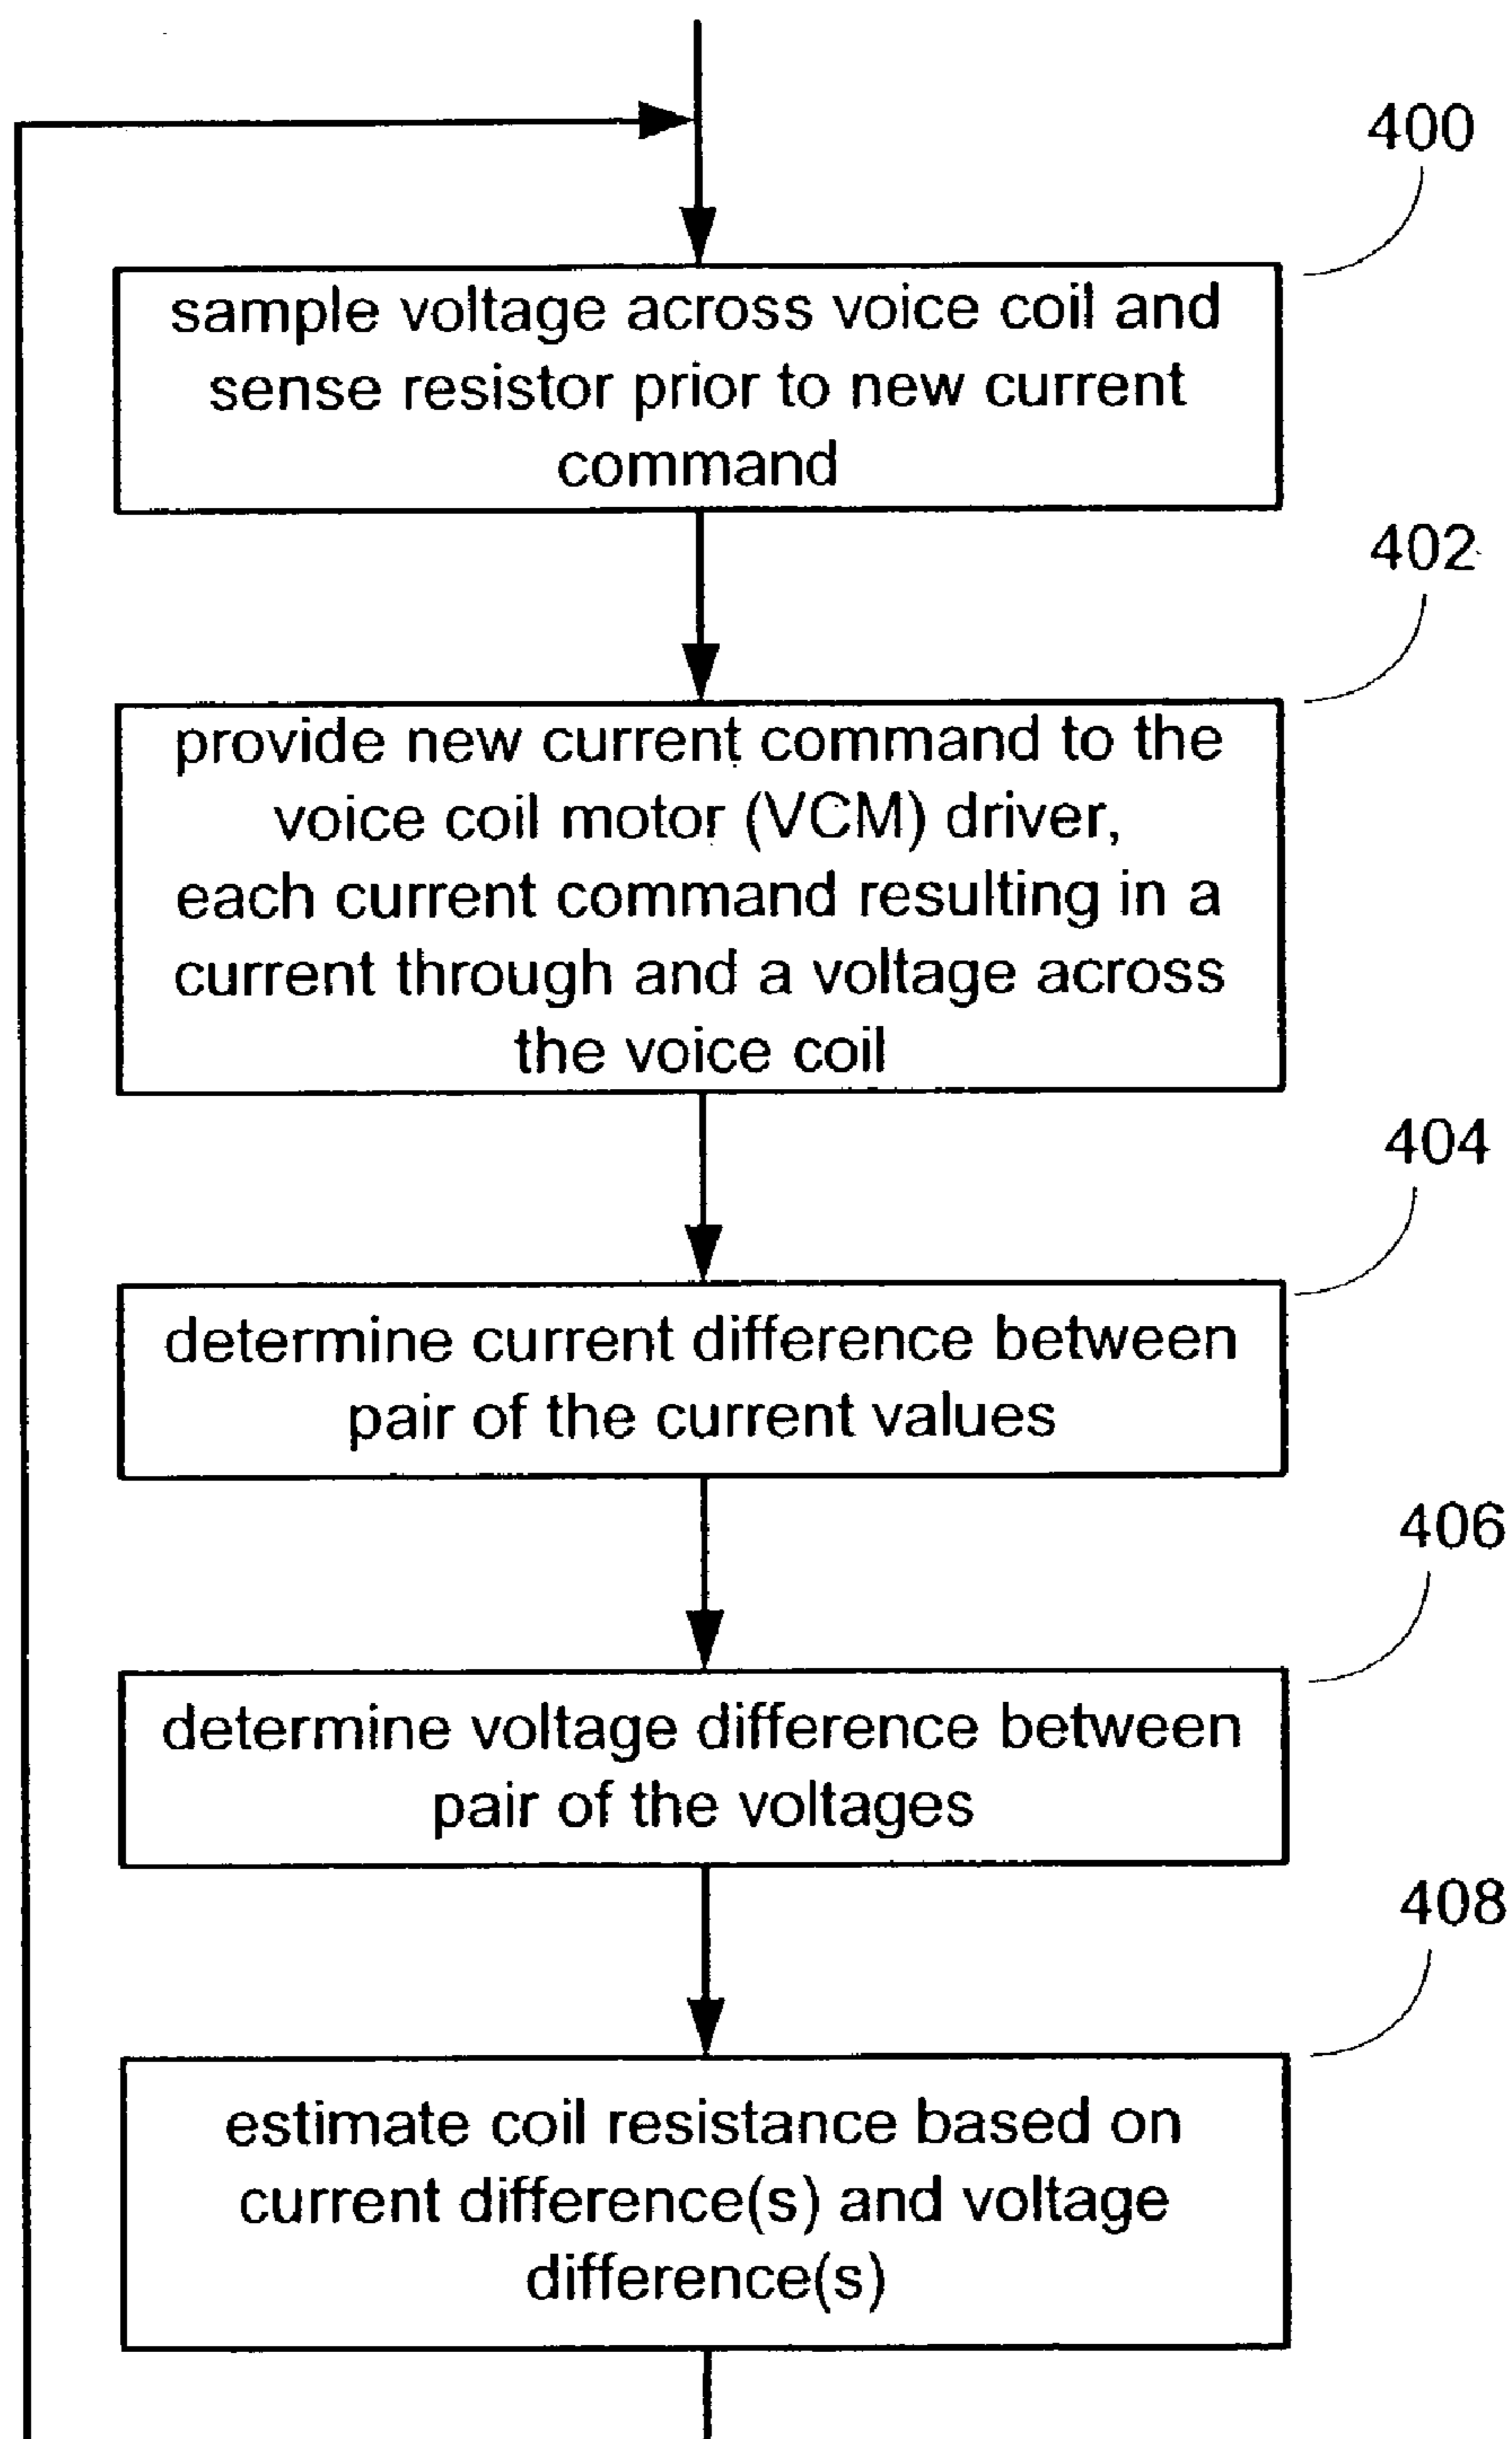 400
sample voltage across voice coil and
sense resistor prior to new current
command
402
provide new current command to the
voice coil motor (VCM) driver,
each current command resulting in a
current through and a voltage across
the voice coil
404
determine current difference between
pair of the current values
406
determine voltage difference between
pair of the voltages
408
estimate coil resistance based on
current difference(s) and voltage
difference(s)